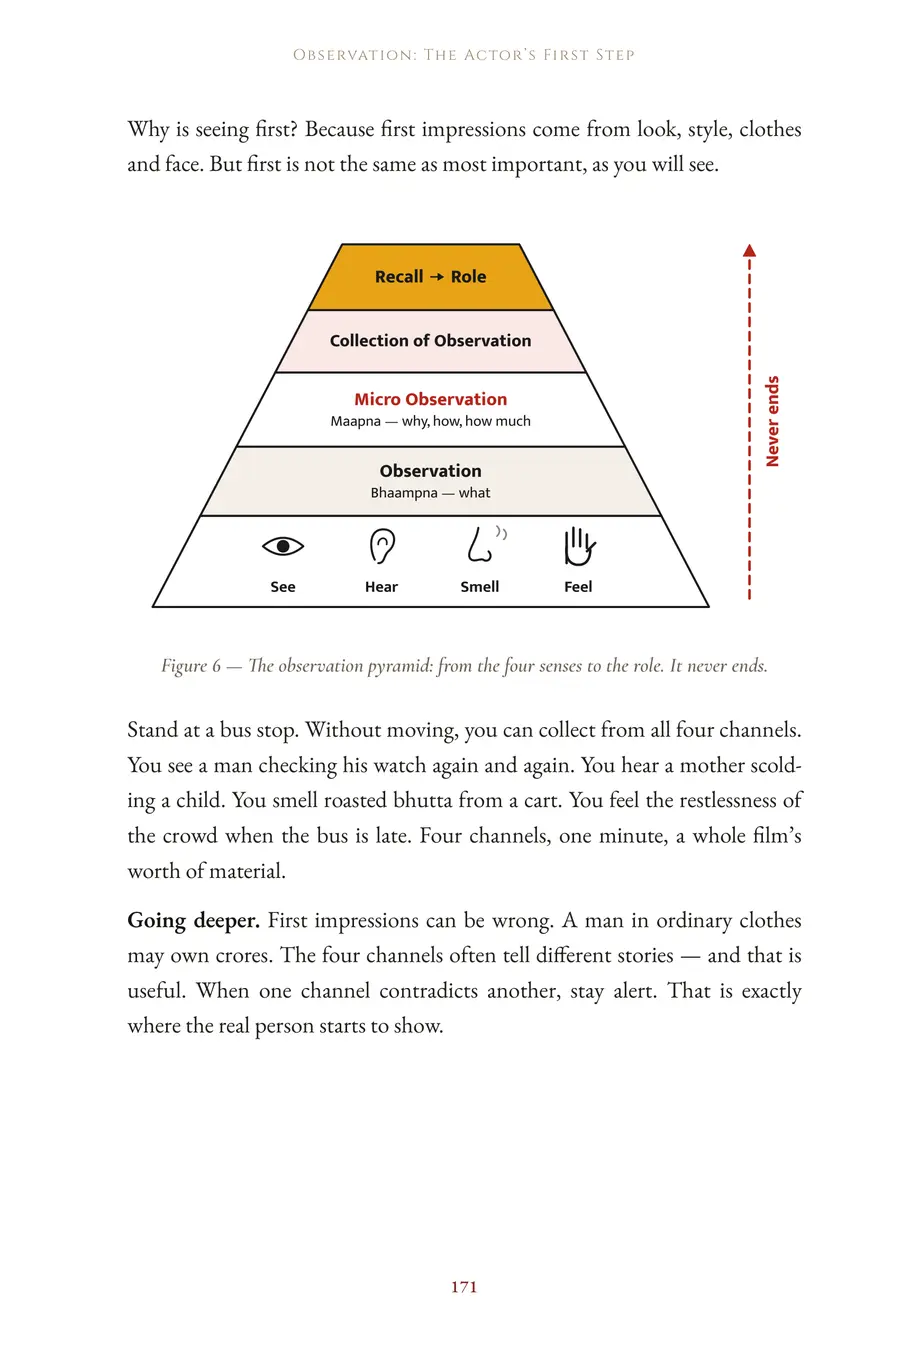 Observation: The Actor's First Step
Why is seeing first? Because first impressions come from look, style, clothes
and face. But first is not the same as most important, as you will see.
Recall → Role
Collection of Observation
Micro Observation
Maapna — why, how, how much
Observation
Bhaampna — what
See Hear Smell Feel
Never ends
Figure 6 — The observation pyramid: from the four senses to the role. It never ends.
Stand at a bus stop. Without moving, you can collect from all four channels.
You see a man checking his watch again and again. You hear a mother scold-
ing a child. You smell roasted bhutta from a cart. You feel the restlessness of
the crowd when the bus is late. Four channels, one minute, a whole film's
worth of material.
Going deeper. First impressions can be wrong. A man in ordinary clothes
may own crores. The four channels often tell different stories — and that is
useful. When one channel contradicts another, stay alert. That is exactly
where the real person starts to show.
171